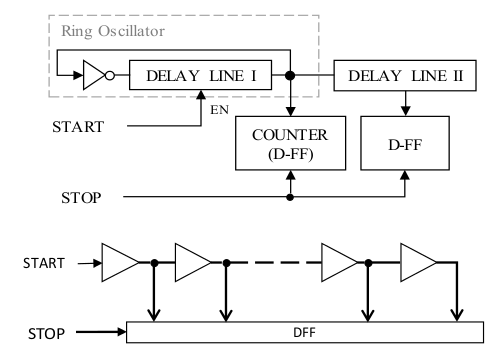 Ring Oscillator
DELAY LINE I
DELAY LINE II
EN
START
COUNTER
(D-FF)
D-FF
STOP
START
STOP
DFF